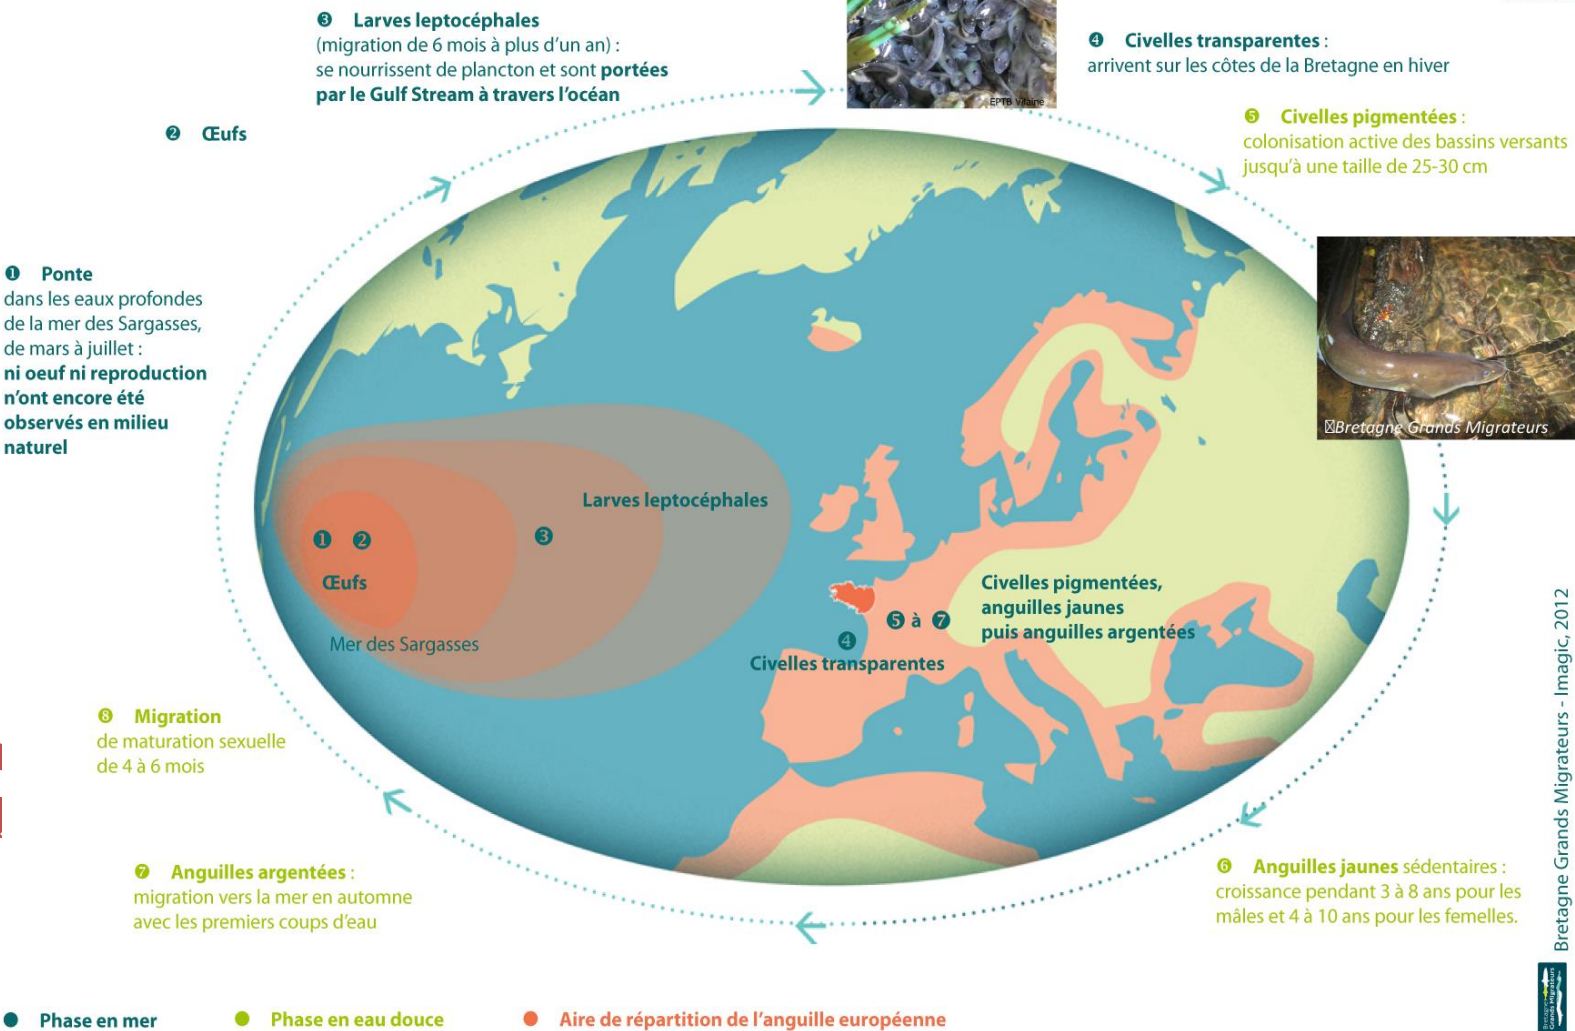 ❸ Larves leptocéphales
(migration de 6 mois à plus d'un an) :
se nourrissent de plancton et sont portées
par le Gulf Stream à travers l'océan
EPTB Vilaine
❹ Civelles transparentes :
arrivent sur les côtes de la Bretagne en hiver
❺ Civelles pigmentées :
colonisation active des bassins versants
jusqu'à une taille de 25-30 cm
❷ Œufs
❶ Ponte
dans les eaux profondes
de la mer des Sargasses,
de mars à juillet :
ni oeuf ni reproduction
n'ont encore été
observés en milieu
naturel
Bretagne Grands Migrateurs
Larves leptocéphales
❶ ❷
❸
Œufs
Mer des Sargasses
Civelles pigmentées,
anguilles jaunes
puis anguilles argentées
❺ à ❼
❹
Civelles transparentes
❽ Migration
de maturation sexuelle
de 4 à 6 mois
❼ Anguilles argentées :
migration vers la mer en automne
avec les premiers coups d'eau
❻ Anguilles jaunes sédentaires :
croissance pendant 3 à 8 ans pour les
mâles et 4 à 10 ans pour les femelles.
Bretagne Grands Migrateurs - Imagic, 2012
Bretagne
Grands Migrateurs
Phase en mer
Phase en eau douce
Aire de répartition de l'anguille européenne